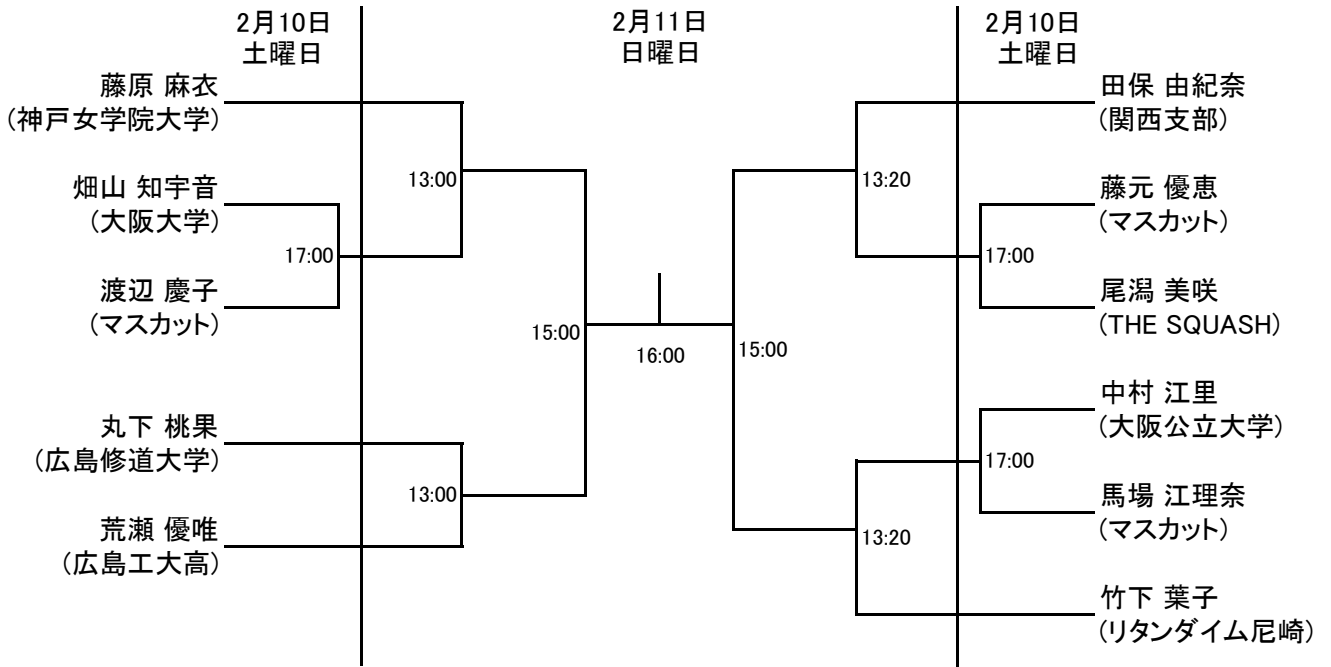 2月10日
土曜日
2月11日
日曜日
2月10日
土曜日
藤原 麻衣
(神戸女学院大学)
畑山 知宇音
(大阪大学)
渡辺 慶子
(マスカット)
丸下 桃果
(広島修道大学)
荒瀬 優唯
(広島工大高)
17:00
13:00
13:00
15:00
16:00
15:00
13:20
13:20
17:00
17:00
田保 由紀奈
(関西支部)
藤元 優恵
(マスカット)
尾潟 美咲
(THE SQUASH)
中村 江里
(大阪公立大学)
馬場 江理奈
(マスカット)
竹下 葉子
(リタンダイム尼崎)